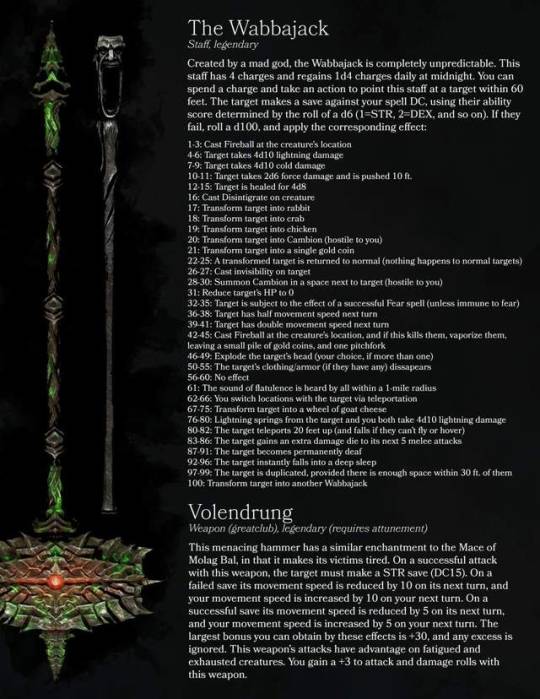 The Wabbajack
Staff, legendary
Created by a mad god, the Wabbajack is completely unpredictable. This
staff has 4 charges and regains 1d4 charges daily at midnight. You can
spend a charge and take an action to point this staff at a target within 60
feet. The target makes a save against your spell DC, using their ability
score determined by the roll of a d6 (1=STR, 2=DEX, and so on). If they
fail, roll a d100, and apply the corresponding effect:
1-3: Cast Fireball at the creature's location
4-6: Target takes 4d10 lightning damage
7-9: Target takes 4d10 cold damage
10-11: Target takes 2d6 force damage and is pushed 10 ft.
12-15: Target is healed for 4d8
16: Cast Disintigrate on creature
17: Transform target into rabbit
18: Transform target into crab
19: Transform target into chicken
20: Transform target into Cambion (hostile to you)
21: Transform target into a single gold coin
22-25: A transformed target is returned to normal (nothing happens to normal targets)
26-27: Cast invisibility on target
28-30: Summon Cambion in a space next to target (hostile to you)
31: Reduce target's HP to 0
32-35: Target is subject to the effect of a successful Fear spell (unless immune to fear)
36-38: Target has half movement speed next turn
39-41: Target has double movement speed next turn
42-45: Cast Fireball at the creature's location, and if this kills them, vaporize them,
leaving a small pile of gold coins, and one pitchfork
46-49: Explode the target's head (your choice, if more than one)
50-55: The target's clothing/armor (if they have any) dissapears
56-60: No effect
61: The sound of flatulence is heard by all within a 1-mile radius
62-66: You switch locations with the target via teleportation
67-75: Transform target into a wheel of goat cheese
76-80: Lightning springs from the target and you both take 4d10 lightning damage
80-82: The target teleports 20 feet up (and falls if they can't fly or hover)
83-86: The target gains an extra damage die to its next 5 melee attacks
87-91: The target becomes permanently deaf
92-96: The target instantly falls into a deep sleep
97-99: The target is duplicated, provided there is enough space within 30 ft. of them
100: Transform target into another Wabbajack
Volendrung
Weapon (greatclub), legendary (requires attunement)
This menacing hammer has a similar enchantment to the Mace of
Molag Bal, in that it makes its victims tired. On a successful attack
with this weapon, the target must make a STR save (DC15). On a
failed save its movement speed is reduced by 10 on its next turn, and
your movement speed is increased by 10 on your next turn. On a
successful save its movement speed is reduced by 5 on its next turn,
and your movement speed is increased by 5 on your next turn. The
largest bonus you can obtain by these effects is +30, and any excess is
ignored. This weapon's attacks have advantage on fatigued and
exhausted creatures. You gain a +3 to attack and damage rolls with
this weapon.